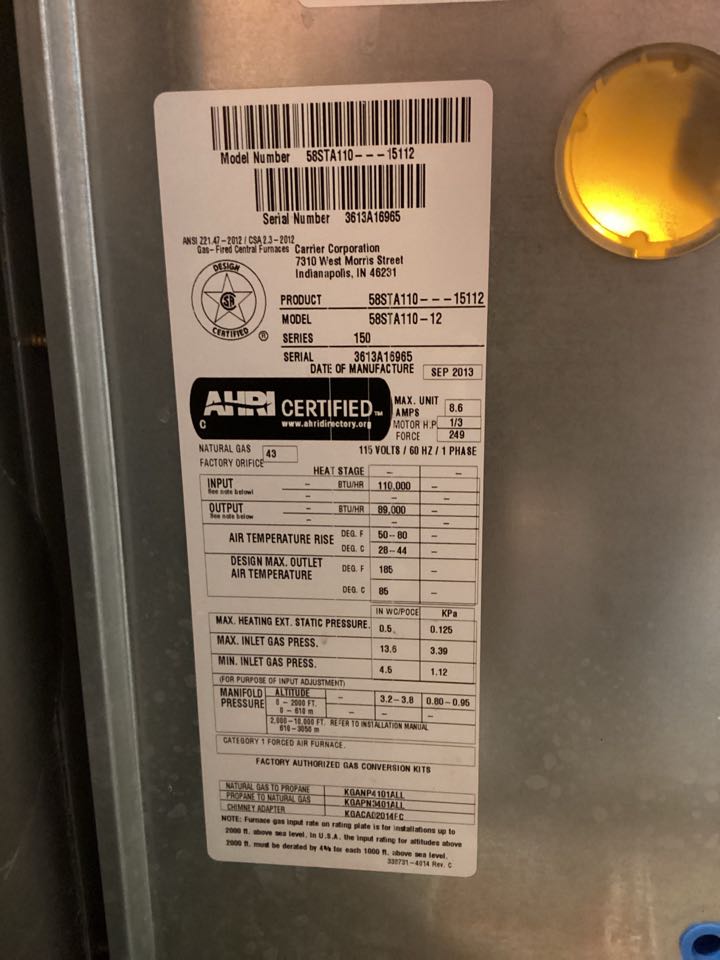 Model Number 58STA110---15112
Serial Number 3613A16965
ANSI Z21.47-2012 / CSA 2.3-2012
Gas-Fired Central Furnaces
Carrier Corporation
7310 West Morris Street
Indianapolis, IN 46231
DESIGN
CERTIFIED
®
PRODUCT 58STA110---15112
MODEL 58STA110-12
SERIES 150
SERIAL 3613A16965
DATE OF MANUFACTURE SEP 2013
AHRI CERTIFIED™
www.ahridirectory.org
C
MAX. UNIT AMPS 8.6
MOTOR H.P 1/3
FORCE 249
NATURAL GAS
FACTORY ORIFICE 43
115 VOLTS / 60 HZ / 1 PHASE
HEAT STAGE - -
INPUT - BTU/HR 110,000 -
See note below! - - -
OUTPUT - BTU/HR 89,000 -
See note below - - -
AIR TEMPERATURE RISE DEG. F 50--80 -
DEG. C 28--44 -
DESIGN MAX. OUTLET
AIR TEMPERATURE DEG. F 185 -
DEG. C 85 -
IN WC/POCE KPa
MAX. HEATING EXT. STATIC PRESSURE. 0.5 0.125
MAX. INLET GAS PRESS. 13.6 3.39
MIN. INLET GAS PRESS. 4.5 1.12
(FOR PURPOSE OF INPUT ADJUSTMENT)
MANIFOLD PRESSURE ALTITUDE
0 - 2000 FT. - 3.2-3.8 0.80-0.95
0 - 610 m - - -
2,000-10,000 FT. REFER TO INSTALLATION MANUAL
610-3050 m
CATEGORY 1 FORCED AIR FURNACE.
FACTORY AUTHORIZED GAS CONVERSION KITS
NATURAL GAS TO PROPANE KGANP4101ALL
PROPANE TO NATURAL GAS KGAPN3401ALL
CHIMNEY ADAPTER KGACAD2014FC
NOTE: Furnace gas input rate on rating plate is for installations up to
2000 ft. above sea level. In U.S.A. the input rating for altitudes above
2000 ft. must be derated by 4% for each 1000 ft. above sea level.
338731-4014 Rev. C